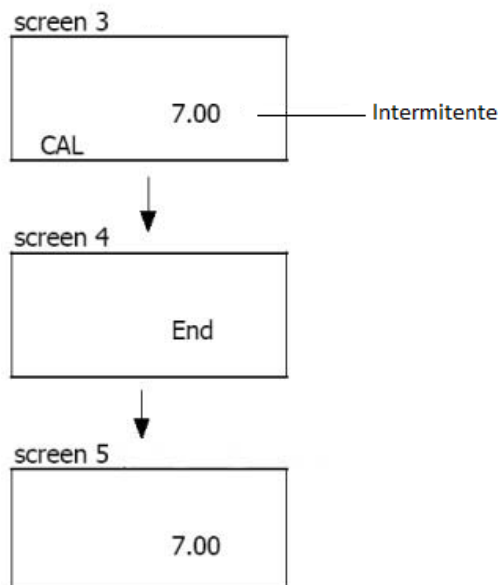 screen 3
7.00 Intermitente
CAL
screen 4
End
screen 5
7.00